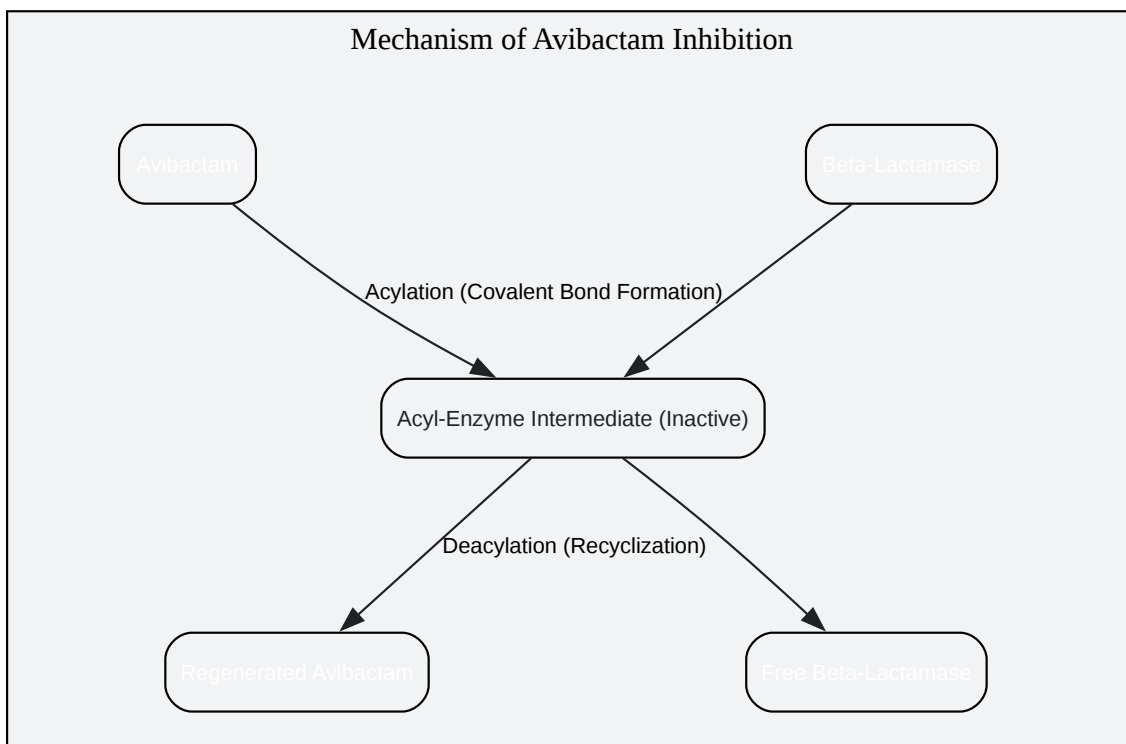 Mechanism of Avibactam Inhibition
Avibactam
Beta-Lactamase
Acylation (Covalent Bond Formation)
Acyl-Enzyme Intermediate (Inactive)
Deacylation (Recyclization)
Regenerated Avibactam
Free Beta-Lactamase